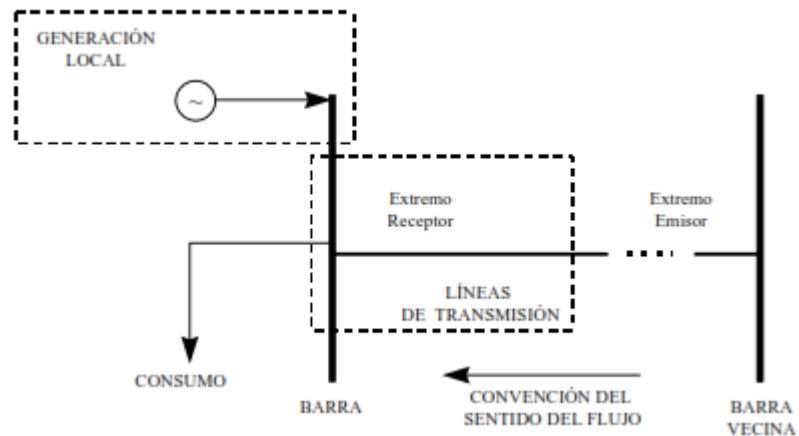 GENERACIÓN
LOCAL
~
Extremo
Receptor
Extremo
Emisor
LÍNEAS
DE TRANSMISIÓN
CONSUMO
BARRA
CONVENCIÓN DEL
SENTIDO DEL FLUJO
BARRA
VECINA